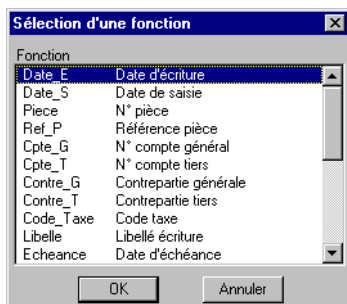 Sélection d'une fonction
Fonction
Date_E Date d'écriture
Date_S Date de saisie
Piece N° pièce
Ref_P Référence pièce
Cpte_G N° compte général
Cpte_T N° compte tiers
Contre_G Contrepartie générale
Contre_T Contrepartie tiers
Code_Taxe Code taxe
Libelle Libellé écriture
Echeance Date d'échéance
OK Annuler